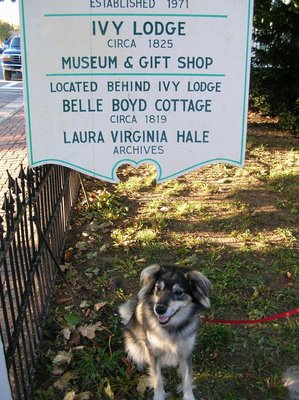 ESTABLISHED 1971
IVY LODGE
CIRCA 1825
MUSEUM & GIFT SHOP
LOCATED BEHIND IVY LODGE
BELLE BOYD COTTAGE
CIRCA 1819
LAURA VIRGINIA HALE
ARCHIVES